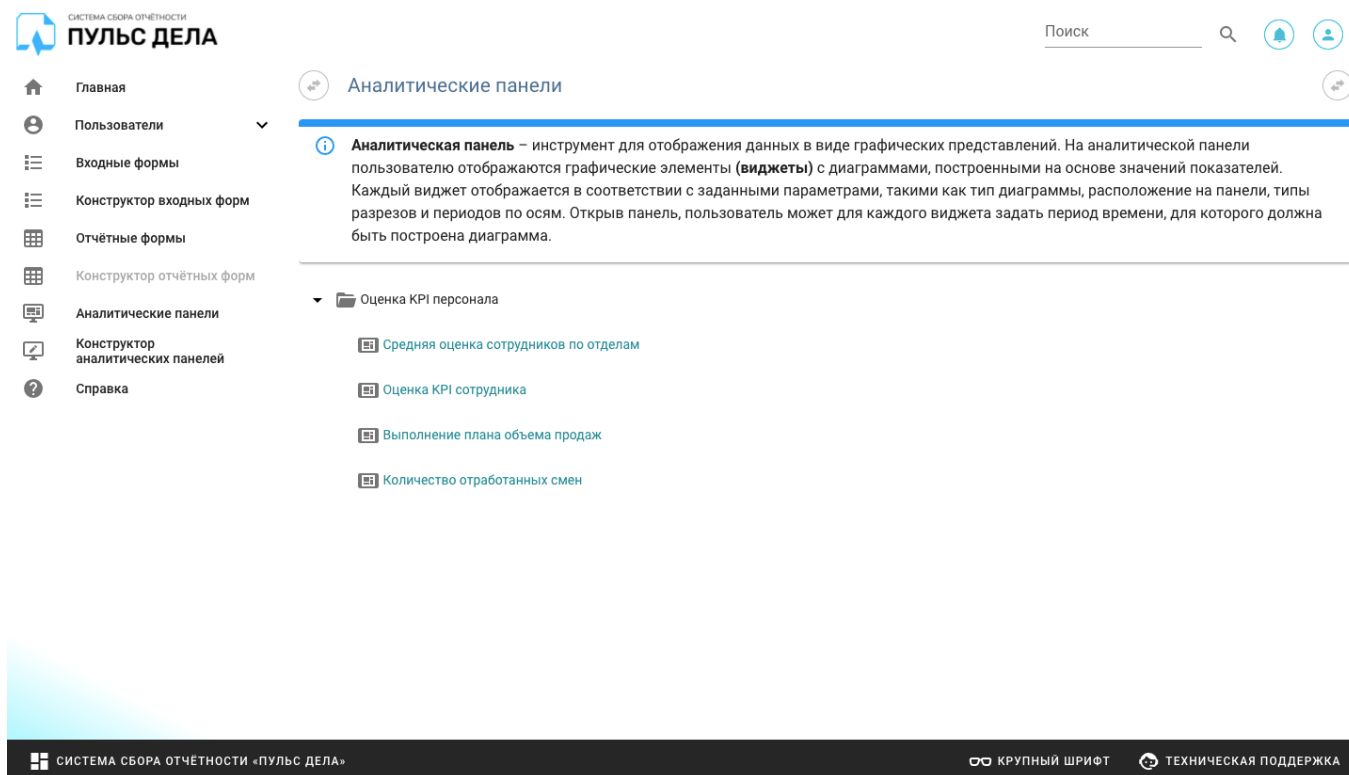 СИСТЕМА СБОРА ОТЧЁТНОСТИ
ПУЛЬС ДЕЛА
Поиск
Главная
Пользователи
Входные формы
Конструктор входных форм
Отчётные формы
Конструктор отчётных форм
Аналитические панели
Конструктор
аналитических панелей
Справка
Аналитические панели
Аналитическая панель – инструмент для отображения данных в виде графических представлений. На аналитической панели
пользователю отображаются графические элементы (виджеты) с диаграммами, построенными на основе значений показателей.
Каждый виджет отображается в соответствии с заданными параметрами, такими как тип диаграммы, расположение на панели, типы
разрезов и периодов по осям. Открыв панель, пользователь может для каждого виджета задать период времени, для которого должна
быть построена диаграмма.
Оценка KPI персонала
Средняя оценка сотрудников по отделам
Оценка KPI сотрудника
Выполнение плана объема продаж
Количество отработанных смен
СИСТЕМА СБОРА ОТЧЁТНОСТИ «ПУЛЬС ДЕЛА»
КРУПНЫЙ ШРИФТ
ТЕХНИЧЕСКАЯ ПОДДЕРЖКА